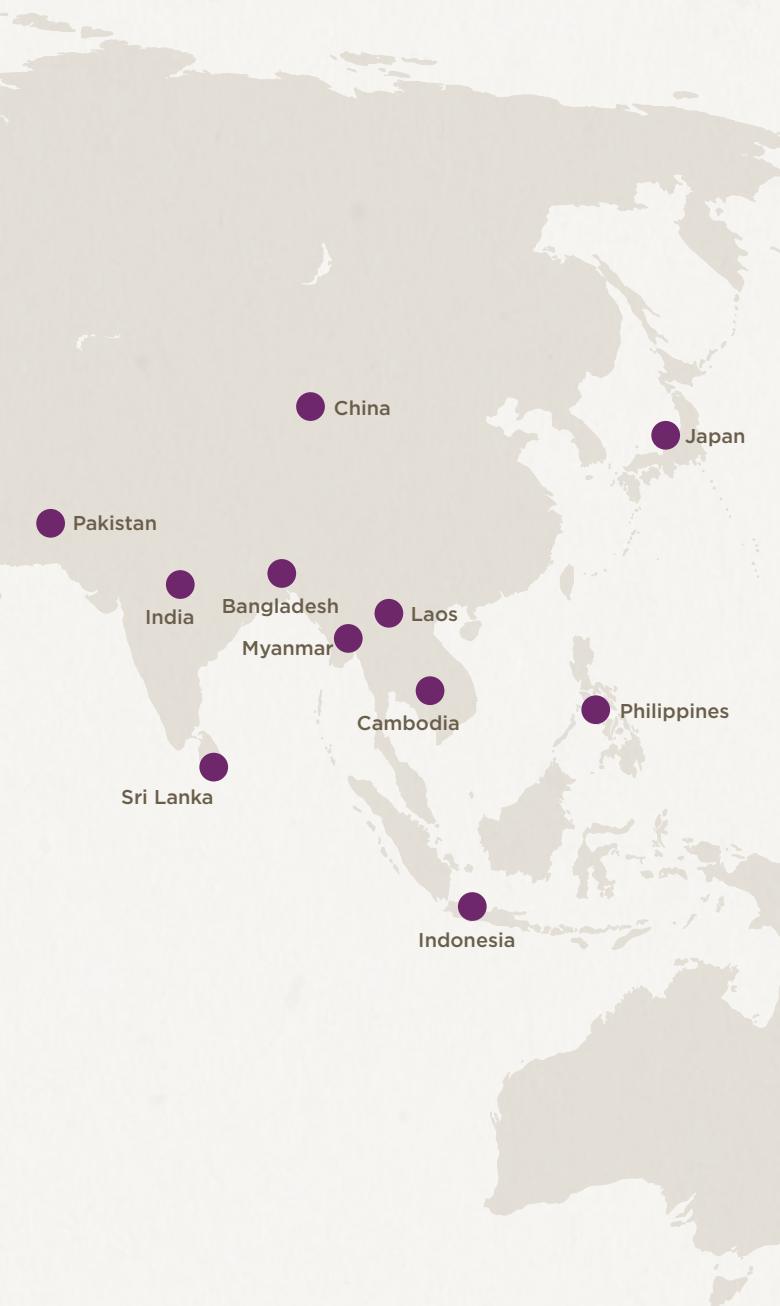 China
Japan
Pakistan
Bangladesh
India
Laos
Myanmar
Philippines
Cambodia
Sri Lanka
Indonesia